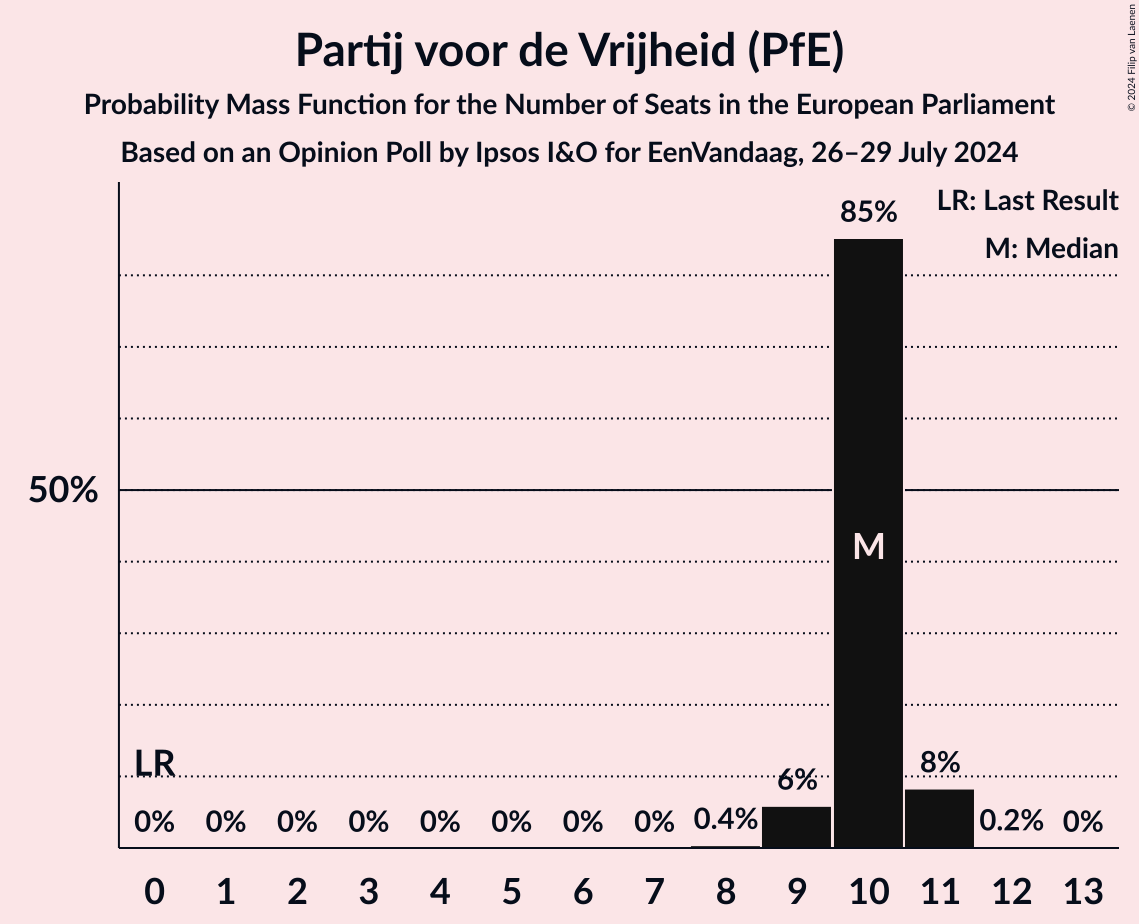 Partij voor de Vrijheid (PfE)
Probability Mass Function for the Number of Seats in the European Parliament
Based on an Opinion Poll by Ipsos I&O for EenVandaag, 26–29 July 2024
© 2024 Filip van Laenen
LR: Last Result
M: Median
85%
50%
M
LR
0% 0% 0% 0% 0% 0% 0% 0% 0.4% 6% 8% 0.2% 0%
0 1 2 3 4 5 6 7 8 9 10 11 12 13